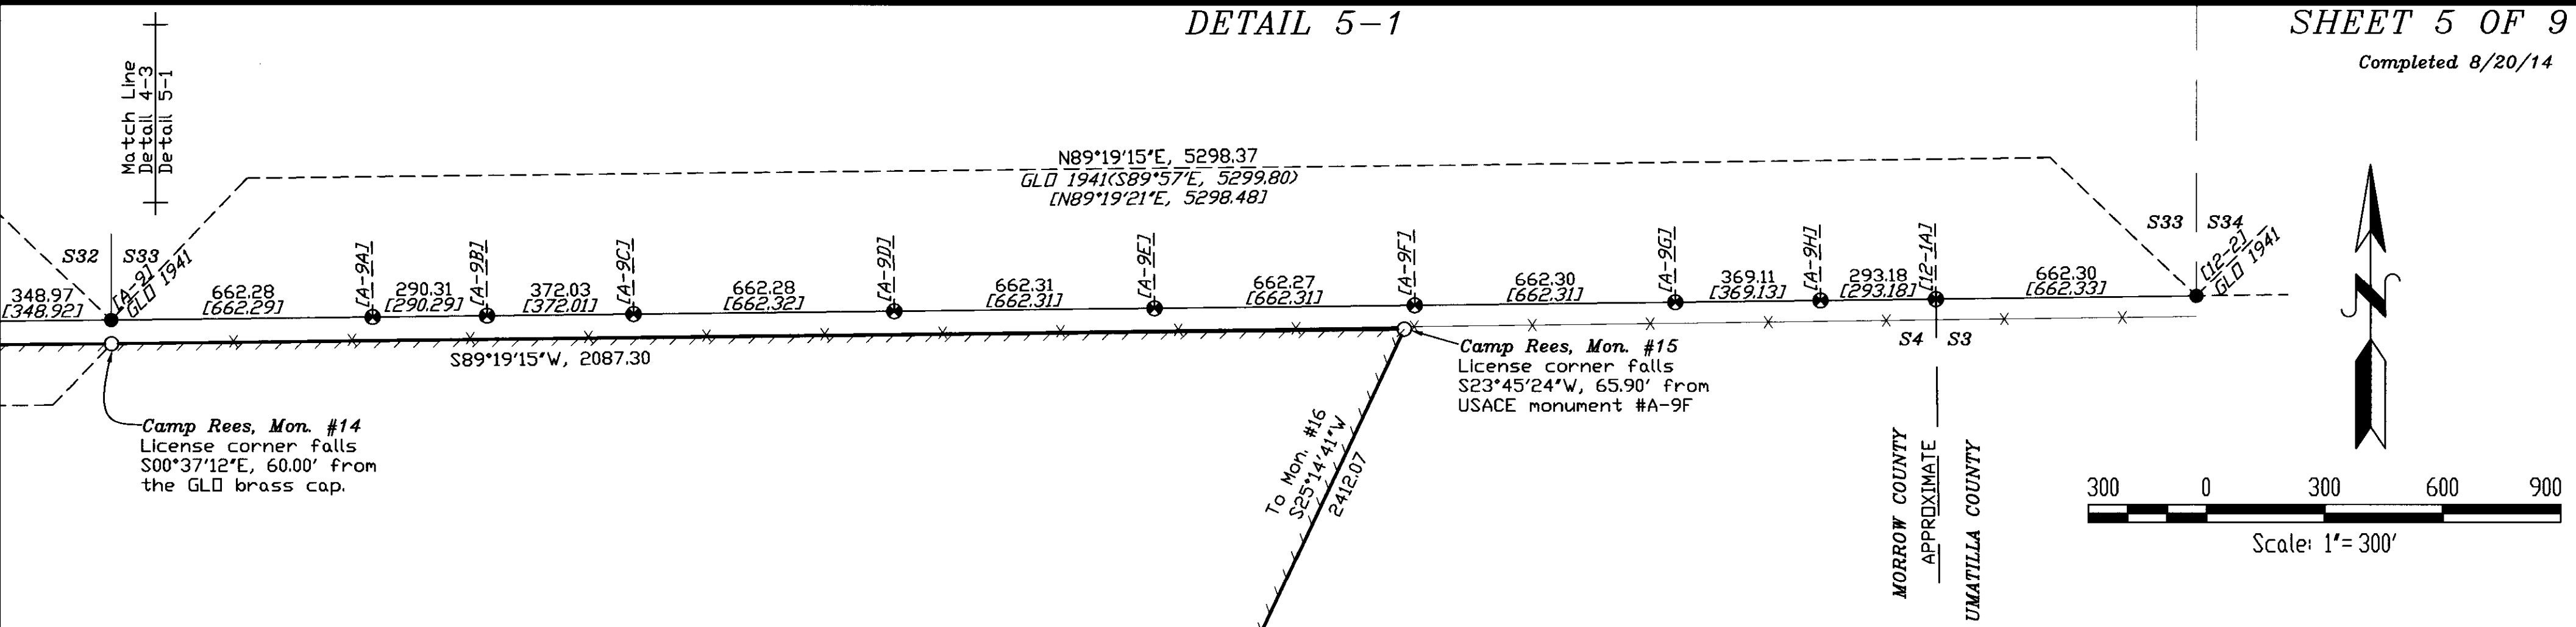 DETAIL 5-1
SHEET 5 OF 9
Completed 8/20/14
Match Line
Detail 4-3
Detail 5-1
N89°19'15"E, 5298.37
GLO 1941(S89°57'E, 5299.80)
[N89°19'21"E, 5298.48]
S32
S33
[A-9]
GLO 1941
S33
S34
[12-2]
GLO 1941
348.97
[348.92]
662.28
[662.29]
[A-9A]
290.31
[290.29]
[A-9B]
372.03
[372.01]
[A-9C]
662.28
[662.32]
[A-9D]
662.31
[662.31]
[A-9E]
662.27
[662.31]
[A-9F]
662.30
[662.31]
[A-9G]
369.11
[369.13]
[A-9H]
293.18
[293.18]
[12-1A]
662.30
[662.33]
S89°19'15"W, 2087.30
S4
S3
Camp Rees, Mon. #14
License corner falls
S00°37'12"E, 60.00' from
the GLO brass cap.
Camp Rees, Mon. #15
License corner falls
S23°45'24"W, 65.90' from
USACE monument #A-9F
To Mon. #16
S25°14'41"W
2412.07
MORROW COUNTY
APPROXIMATE
UMATILLA COUNTY
N
300 0 300 600 900
Scale: 1"=300'